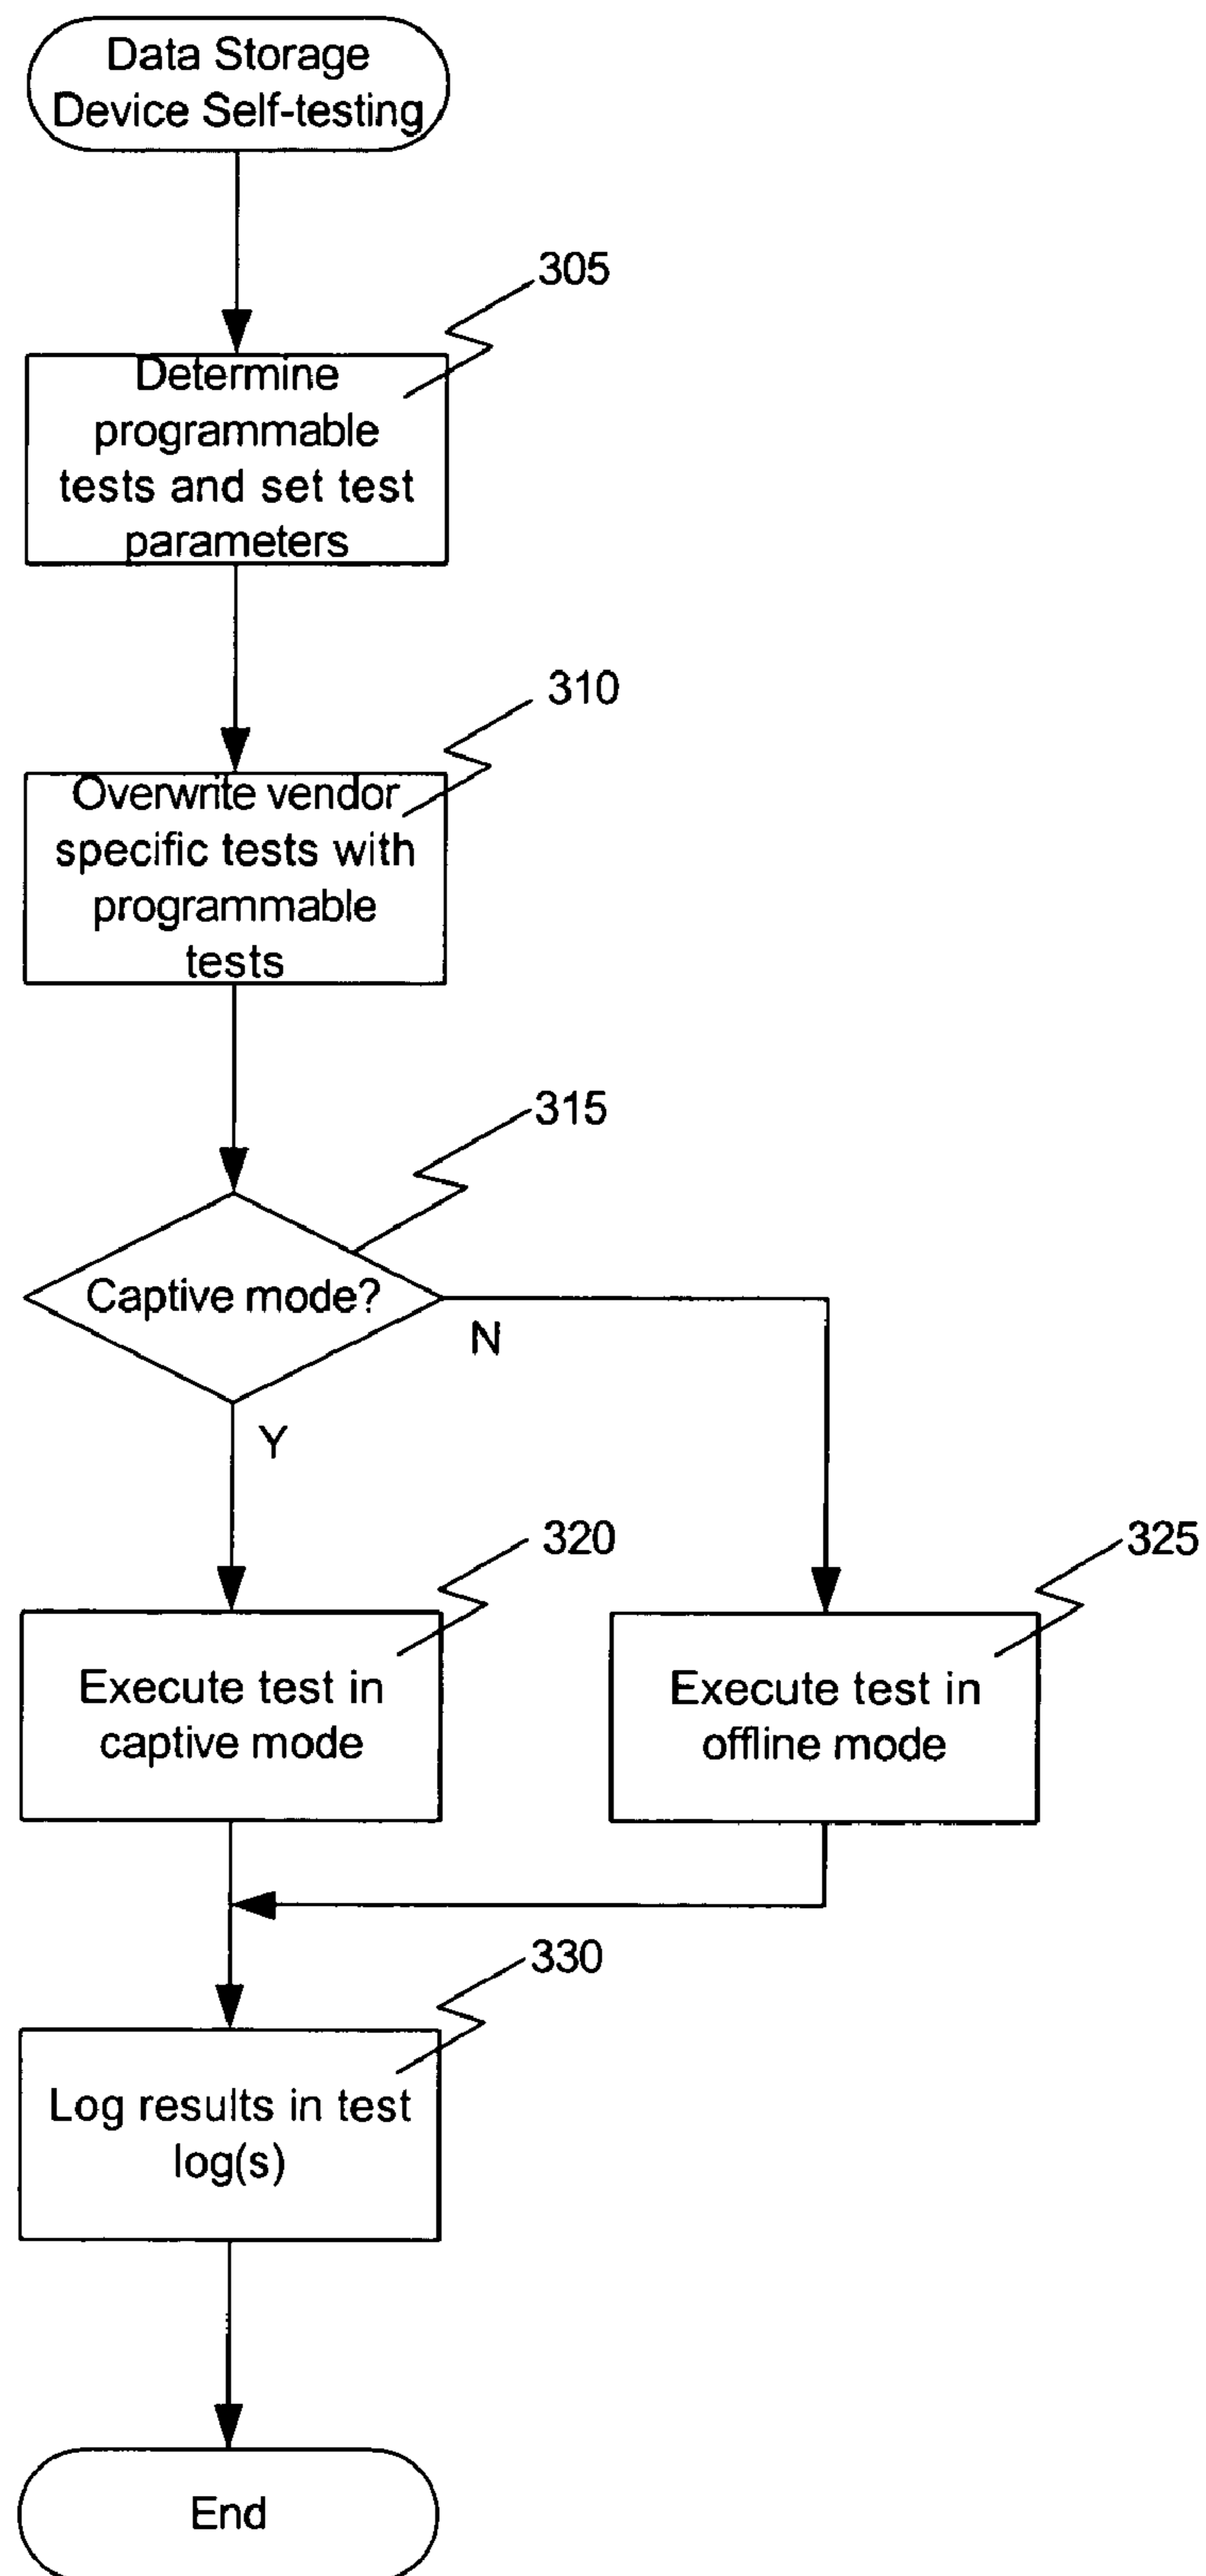 Data Storage
Device Self-testing
305
Determine
programmable
tests and set test
parameters
310
Overwrite vendor
specific tests with
programmable
tests
315
Captive mode?
N
Y
320
325
Execute test in
captive mode
Execute test in
offline mode
330
Log results in test
log(s)
End